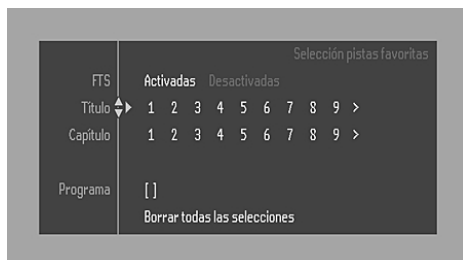 Selección pistas favoritas
FTS Activadas Desactivadas
Título 1 2 3 4 5 6 7 8 9 >
Capítulo 1 2 3 4 5 6 7 8 9 >
Programa [ ]
Borrar todas las selecciones